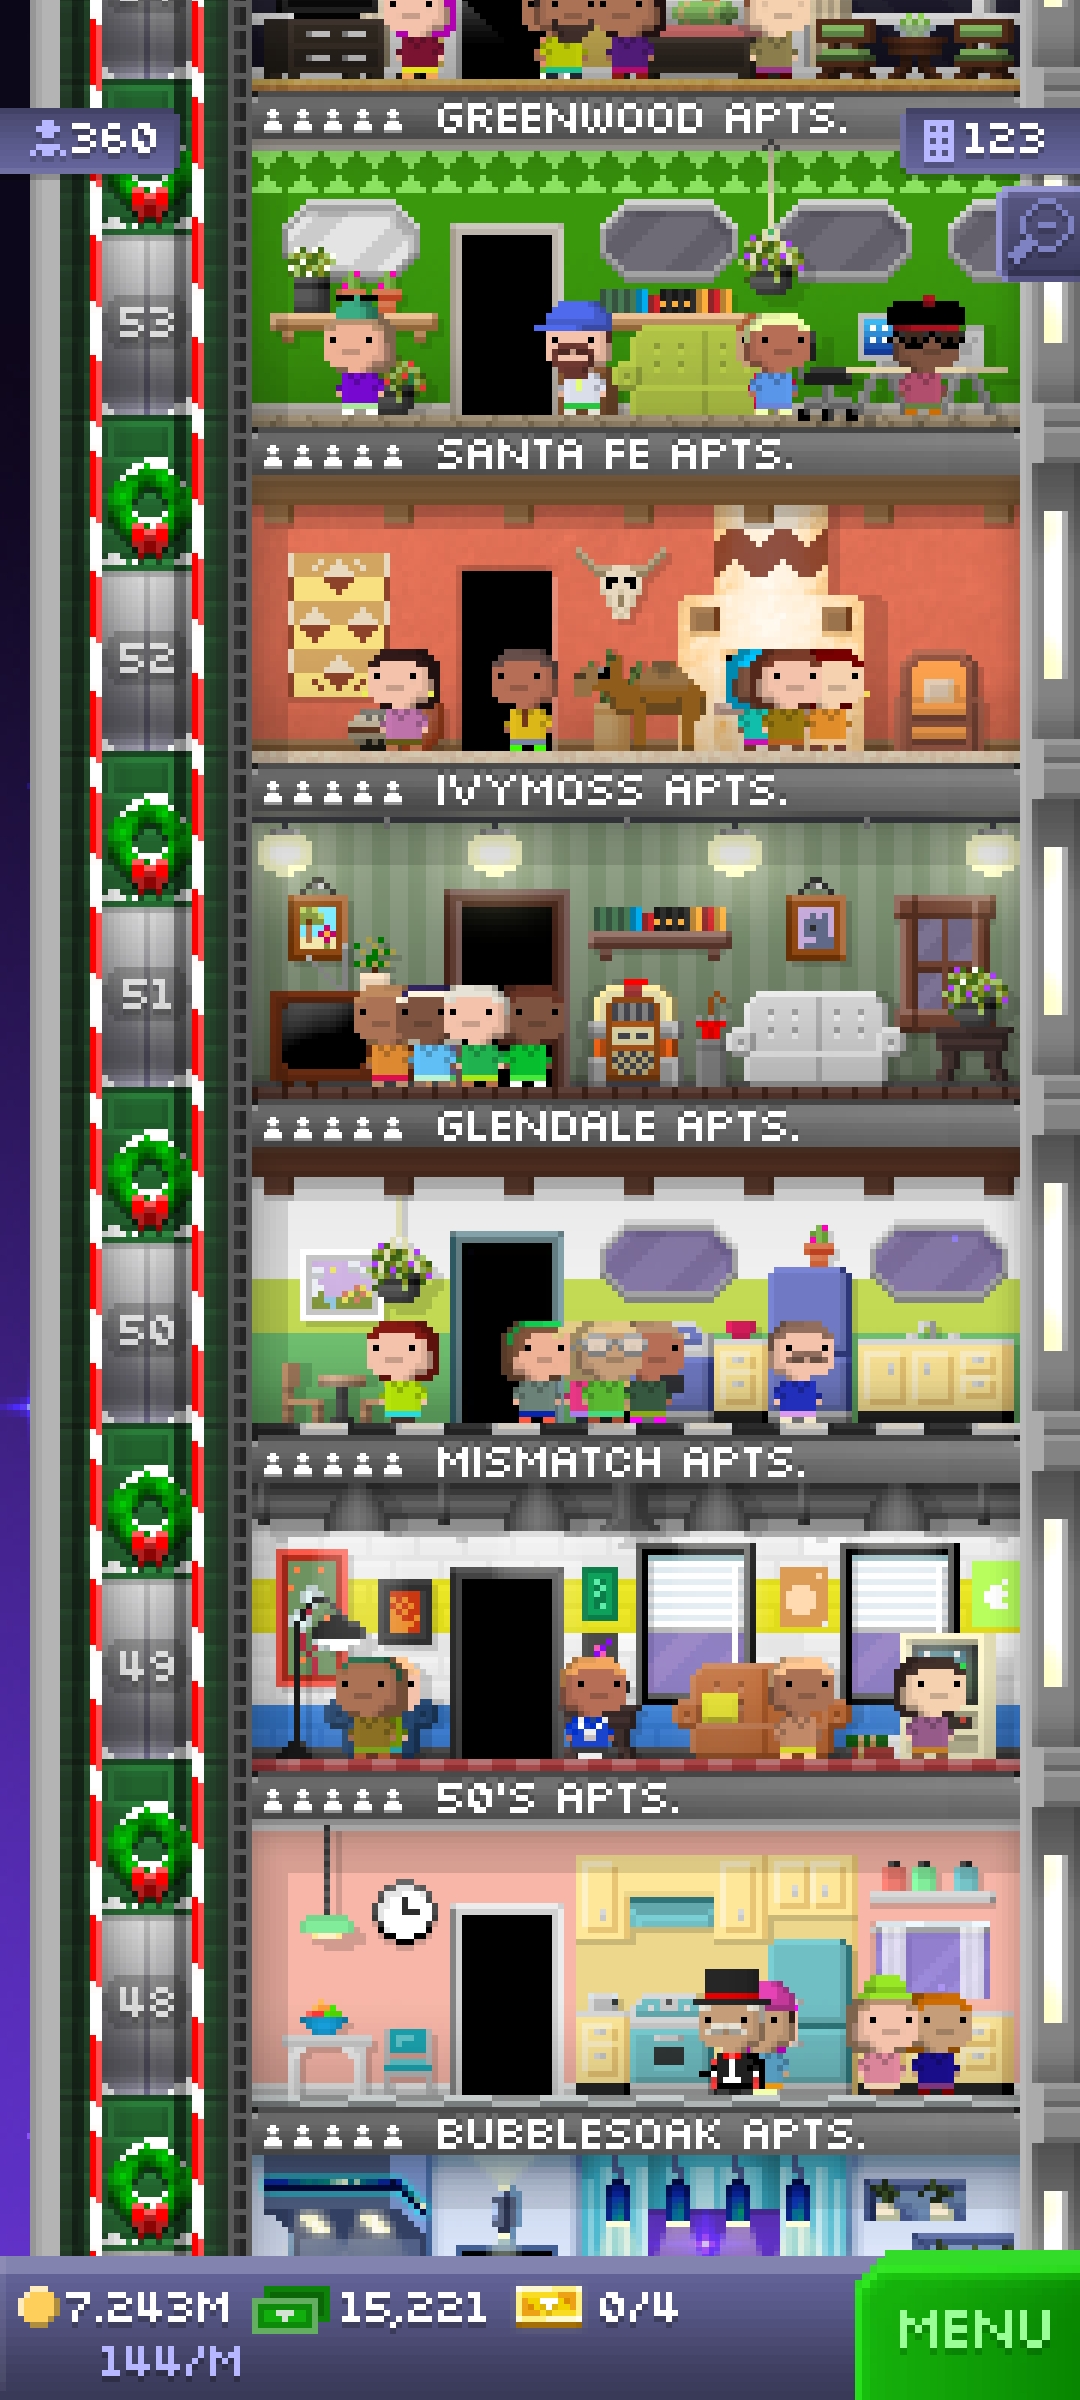 GREENWOOD APTS.
360
123
53
SANTA FE APTS.
52
IVYMOSS APTS.
51
GLENDALE APTS.
50
MISMATCH APTS.
49
50'S APTS.
48
BUBBLESOAK APTS.
7.243M 15,221 0/4
144/M
MENU